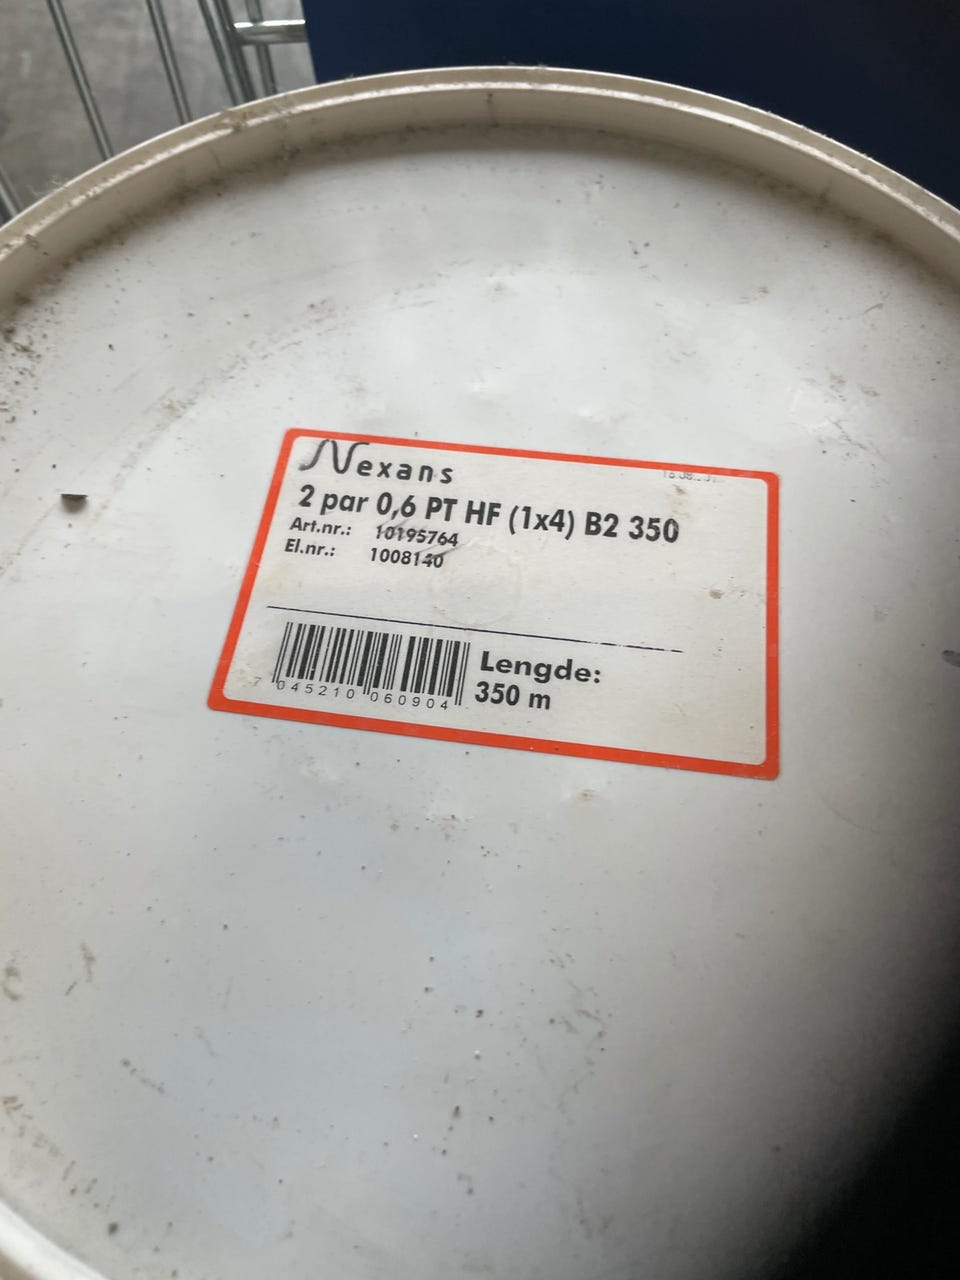 Nexans
2 par 0,6 PT HF (1x4) B2 350
Art.nr.: 10195764
El.nr.: 1008140
7 045210 060904
Lengde:
350 m